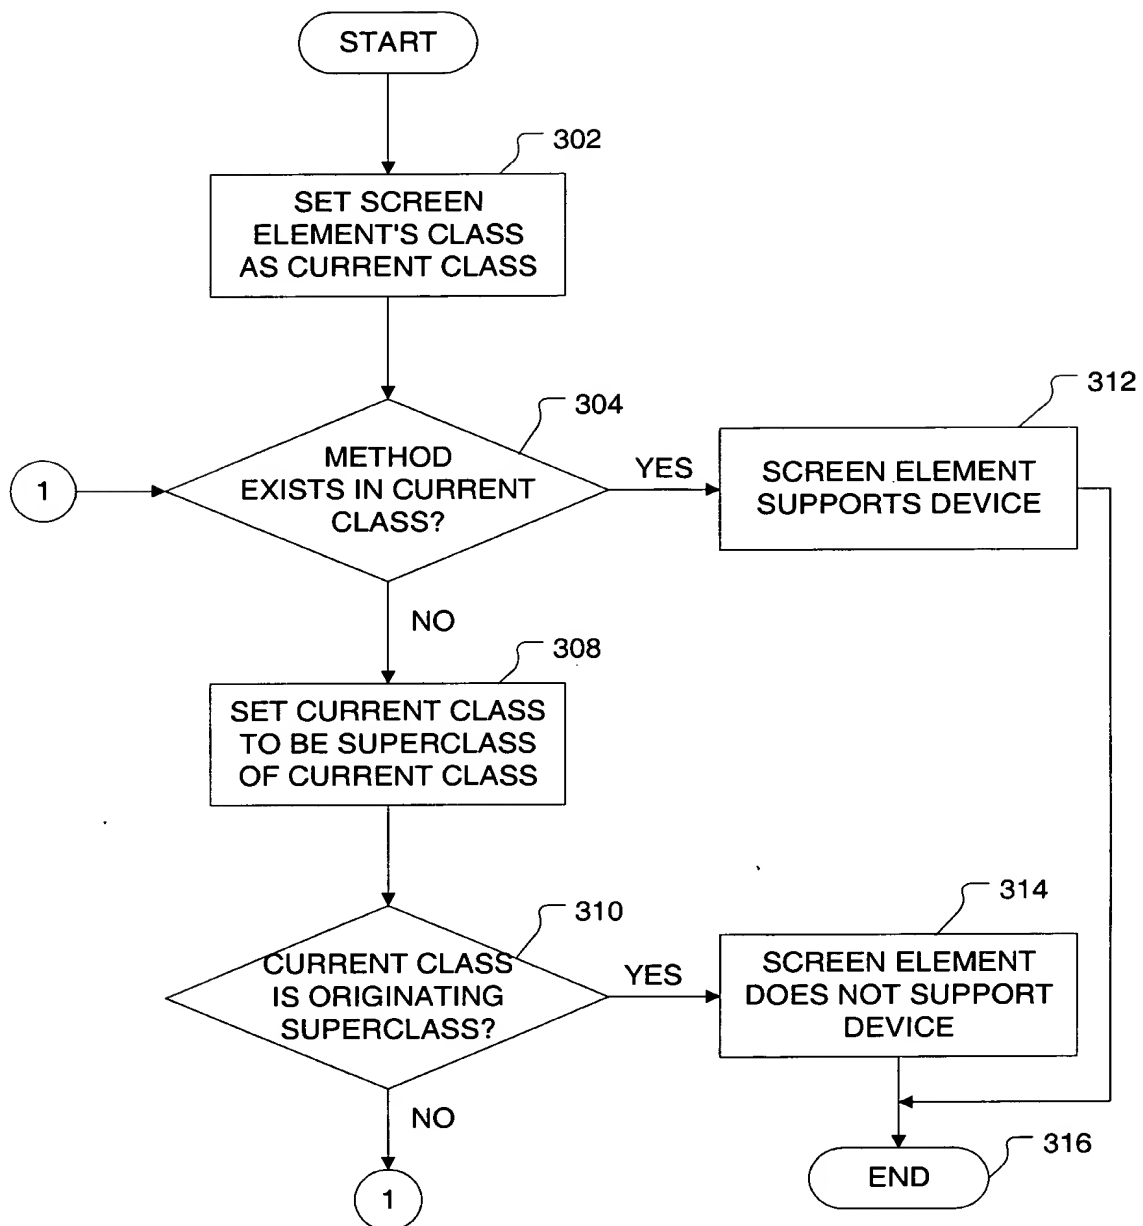 START
302
SET SCREEN
ELEMENT'S CLASS
AS CURRENT CLASS
304
312
METHOD
EXISTS IN CURRENT
CLASS?
1
YES
SCREEN ELEMENT
SUPPORTS DEVICE
NO
308
SET CURRENT CLASS
TO BE SUPERCLASS
OF CURRENT CLASS
310
314
CURRENT CLASS
IS ORIGINATING
SUPERCLASS?
YES
SCREEN ELEMENT
DOES NOT SUPPORT
DEVICE
NO
316
END
1